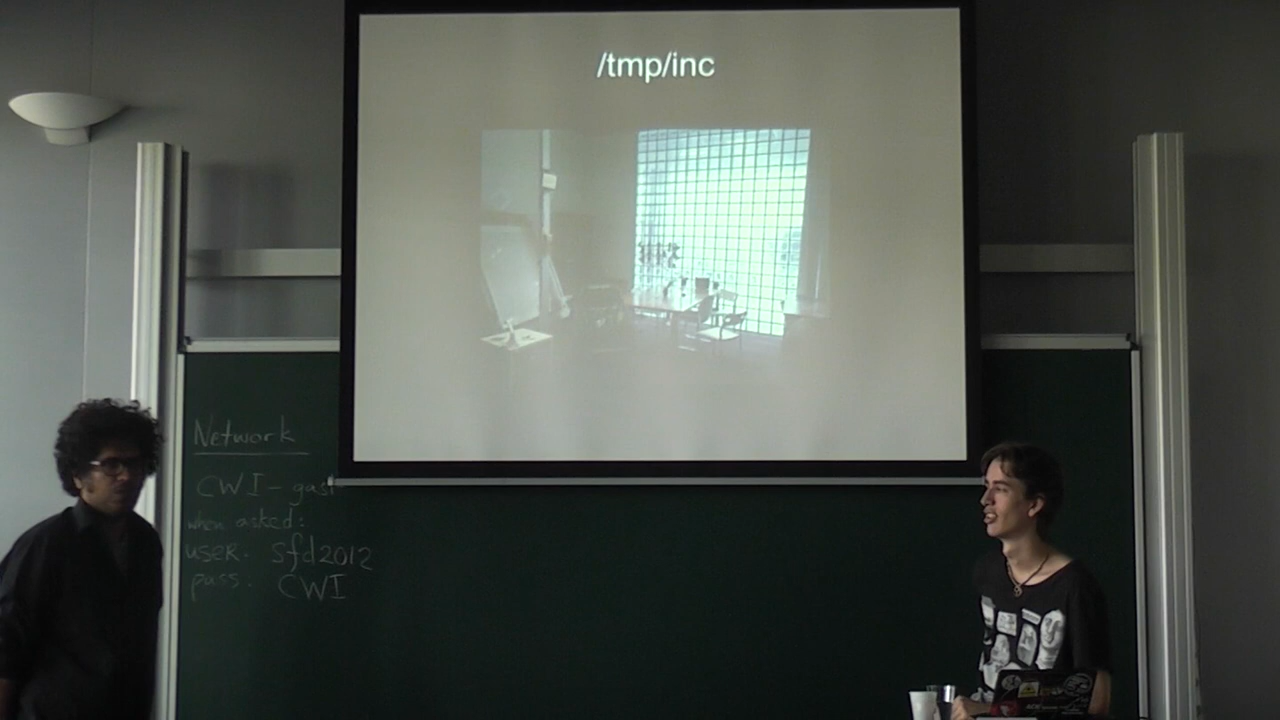 /tmp/inc
Network
CWI-gast
when asked:
user. sfd2012
pass. CWI